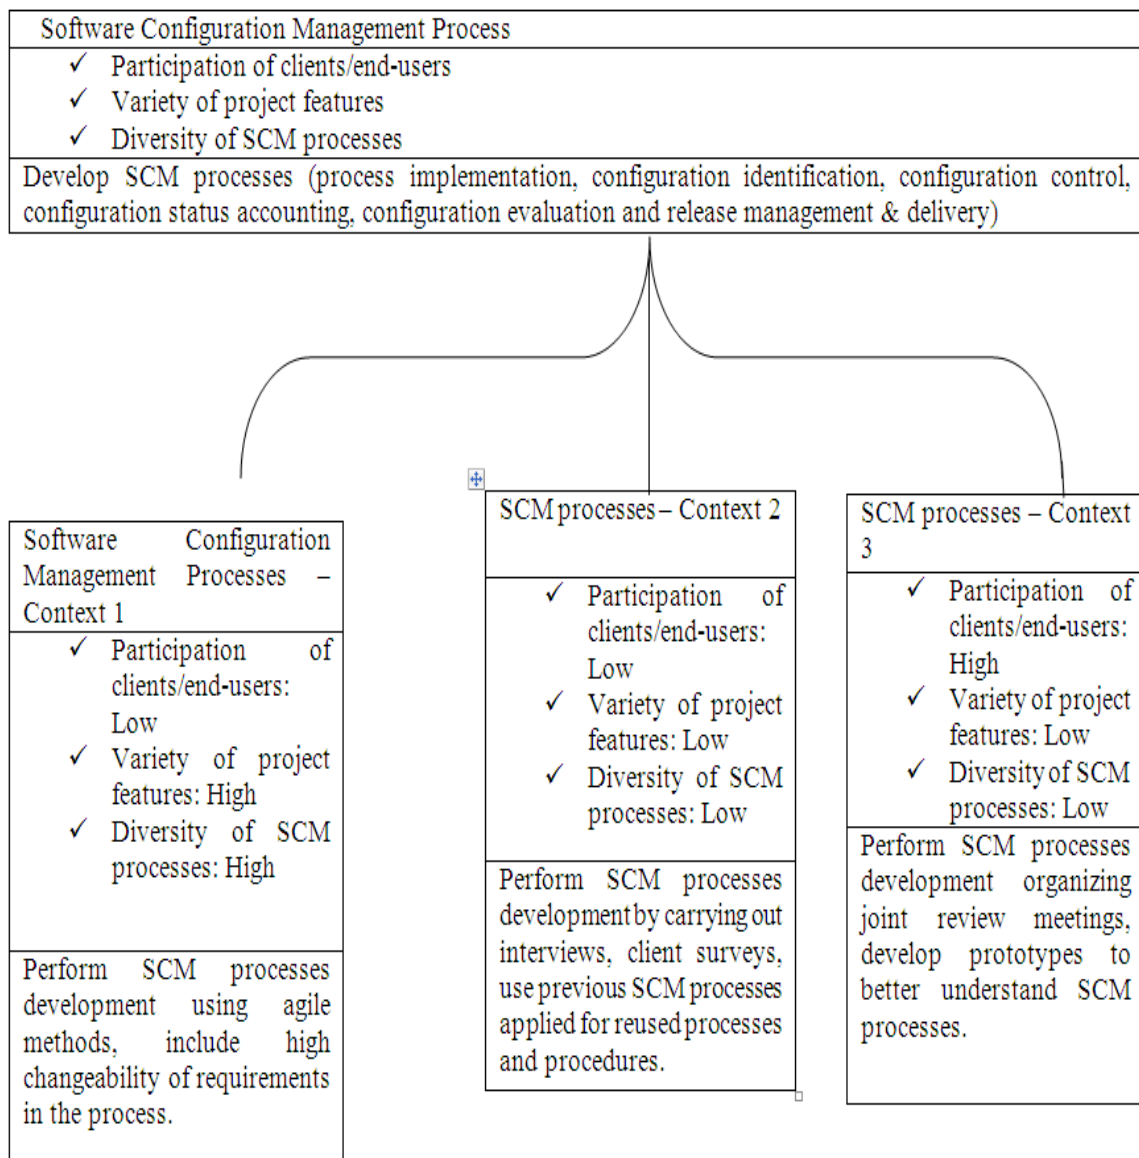 Software Configuration Management Process
✓ Participation of clients/end-users
✓ Variety of project features
✓ Diversity of SCM processes
Develop SCM processes (process implementation, configuration identification, configuration control,
configuration status accounting, configuration evaluation and release management & delivery)
Software Configuration
Management Processes –
Context 1
✓ Participation of
clients/end-users:
Low
✓ Variety of project
features: High
✓ Diversity of SCM
processes: High
Perform SCM processes
development using agile
methods, include high
changeability of requirements
in the process.
SCM processes – Context 2
✓ Participation of
clients/end-users:
Low
✓ Variety of project
features: Low
✓ Diversity of SCM
processes: Low
Perform SCM processes
development by carrying out
interviews, client surveys,
use previous SCM processes
applied for reused processes
and procedures.
SCM processes – Context
3
✓ Participation of
clients/end-users:
High
✓ Variety of project
features: Low
✓ Diversity of SCM
processes: Low
Perform SCM processes
development organizing
joint review meetings,
develop prototypes to
better understand SCM
processes.